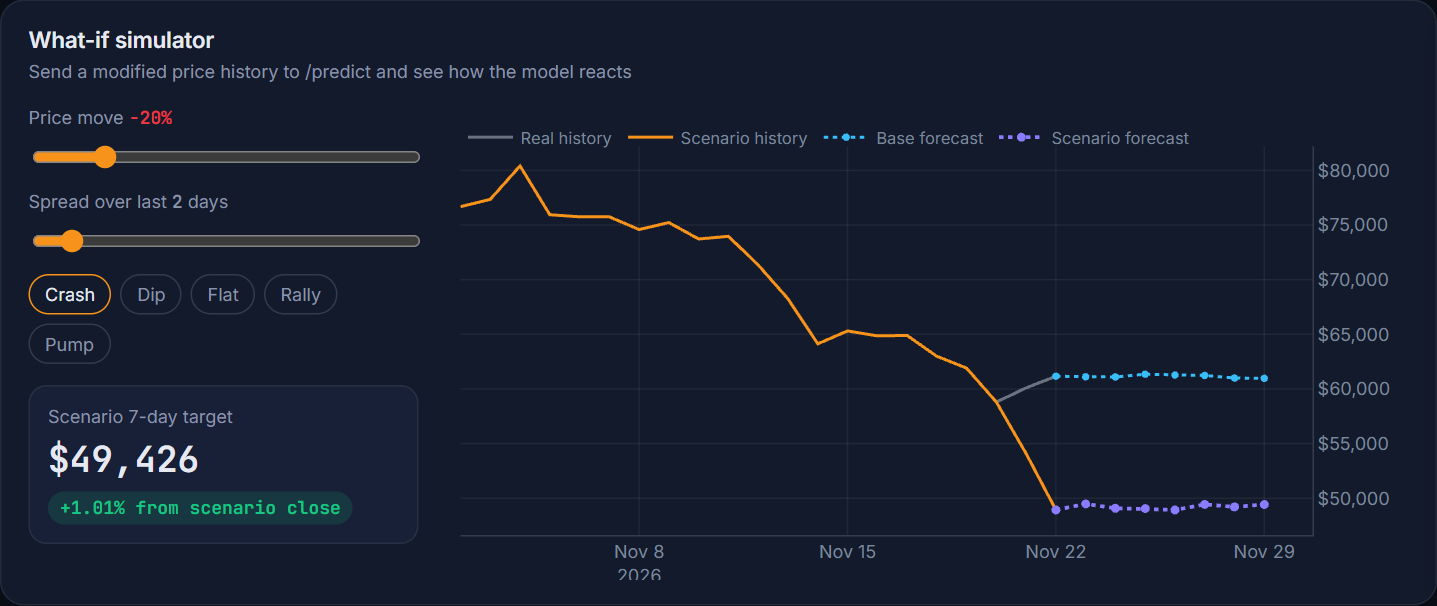 What-if simulator
Send a modified price history to /predict and see how the model reacts
Price move -20%
Spread over last 2 days
Crash
Dip
Flat
Rally
Pump
Scenario 7-day target
$49,426
+1.01% from scenario close
Real history
Scenario history
Base forecast
Scenario forecast
$80,000
$75,000
$70,000
$65,000
$60,000
$55,000
$50,000
Nov 8
2026
Nov 15
Nov 22
Nov 29